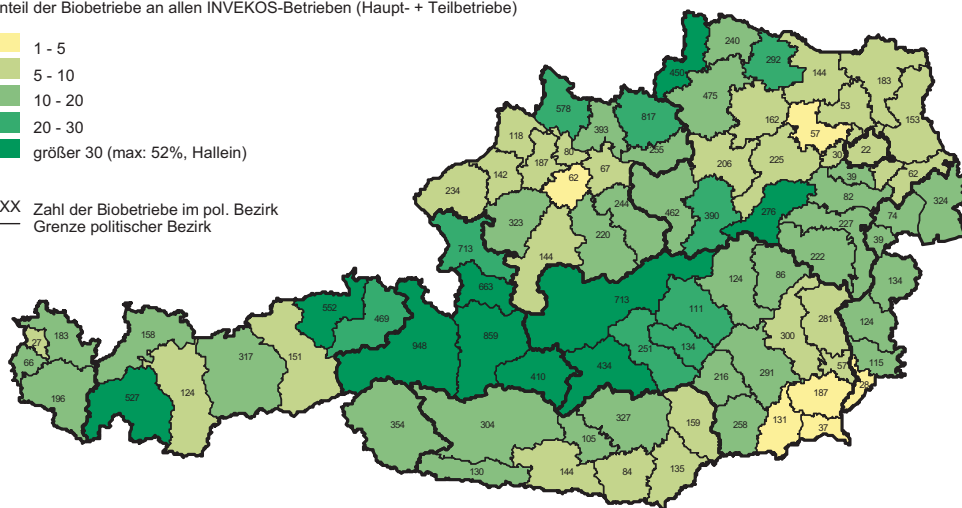 nteil der Biobetriebe an allen INVEKOS-Betrieben (Haupt- + Teilbetriebe)
1 - 5
5 - 10
10 - 20
20 - 30
größer 30 (max: 52%, Hallein)
XX Zahl der Biobetriebe im pol. Bezirk
Grenze politischer Bezirk
240
450 292 144 183
475 53 153
578 817 162 57
118 393 255 22
187 80 206 225 30
142 62 67 39 62
234 244 82
323 462 390 276 74 324
220 227
713 144 39
222
663 124 86 134
713
552 111 281 124
469 300
183 158 859 251 134
27 317 151 948 57 115
66 434 216 291 28
410 187
196 527 124
131
354 304 327 159 258 37
105
130 144 84 135